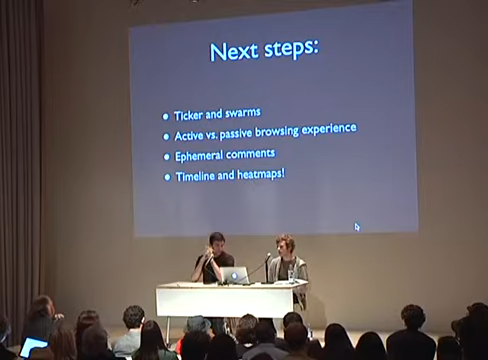 Next steps:
Ticker and swarms
Active vs. passive browsing experience
Ephemeral comments
Timeline and heatmaps!